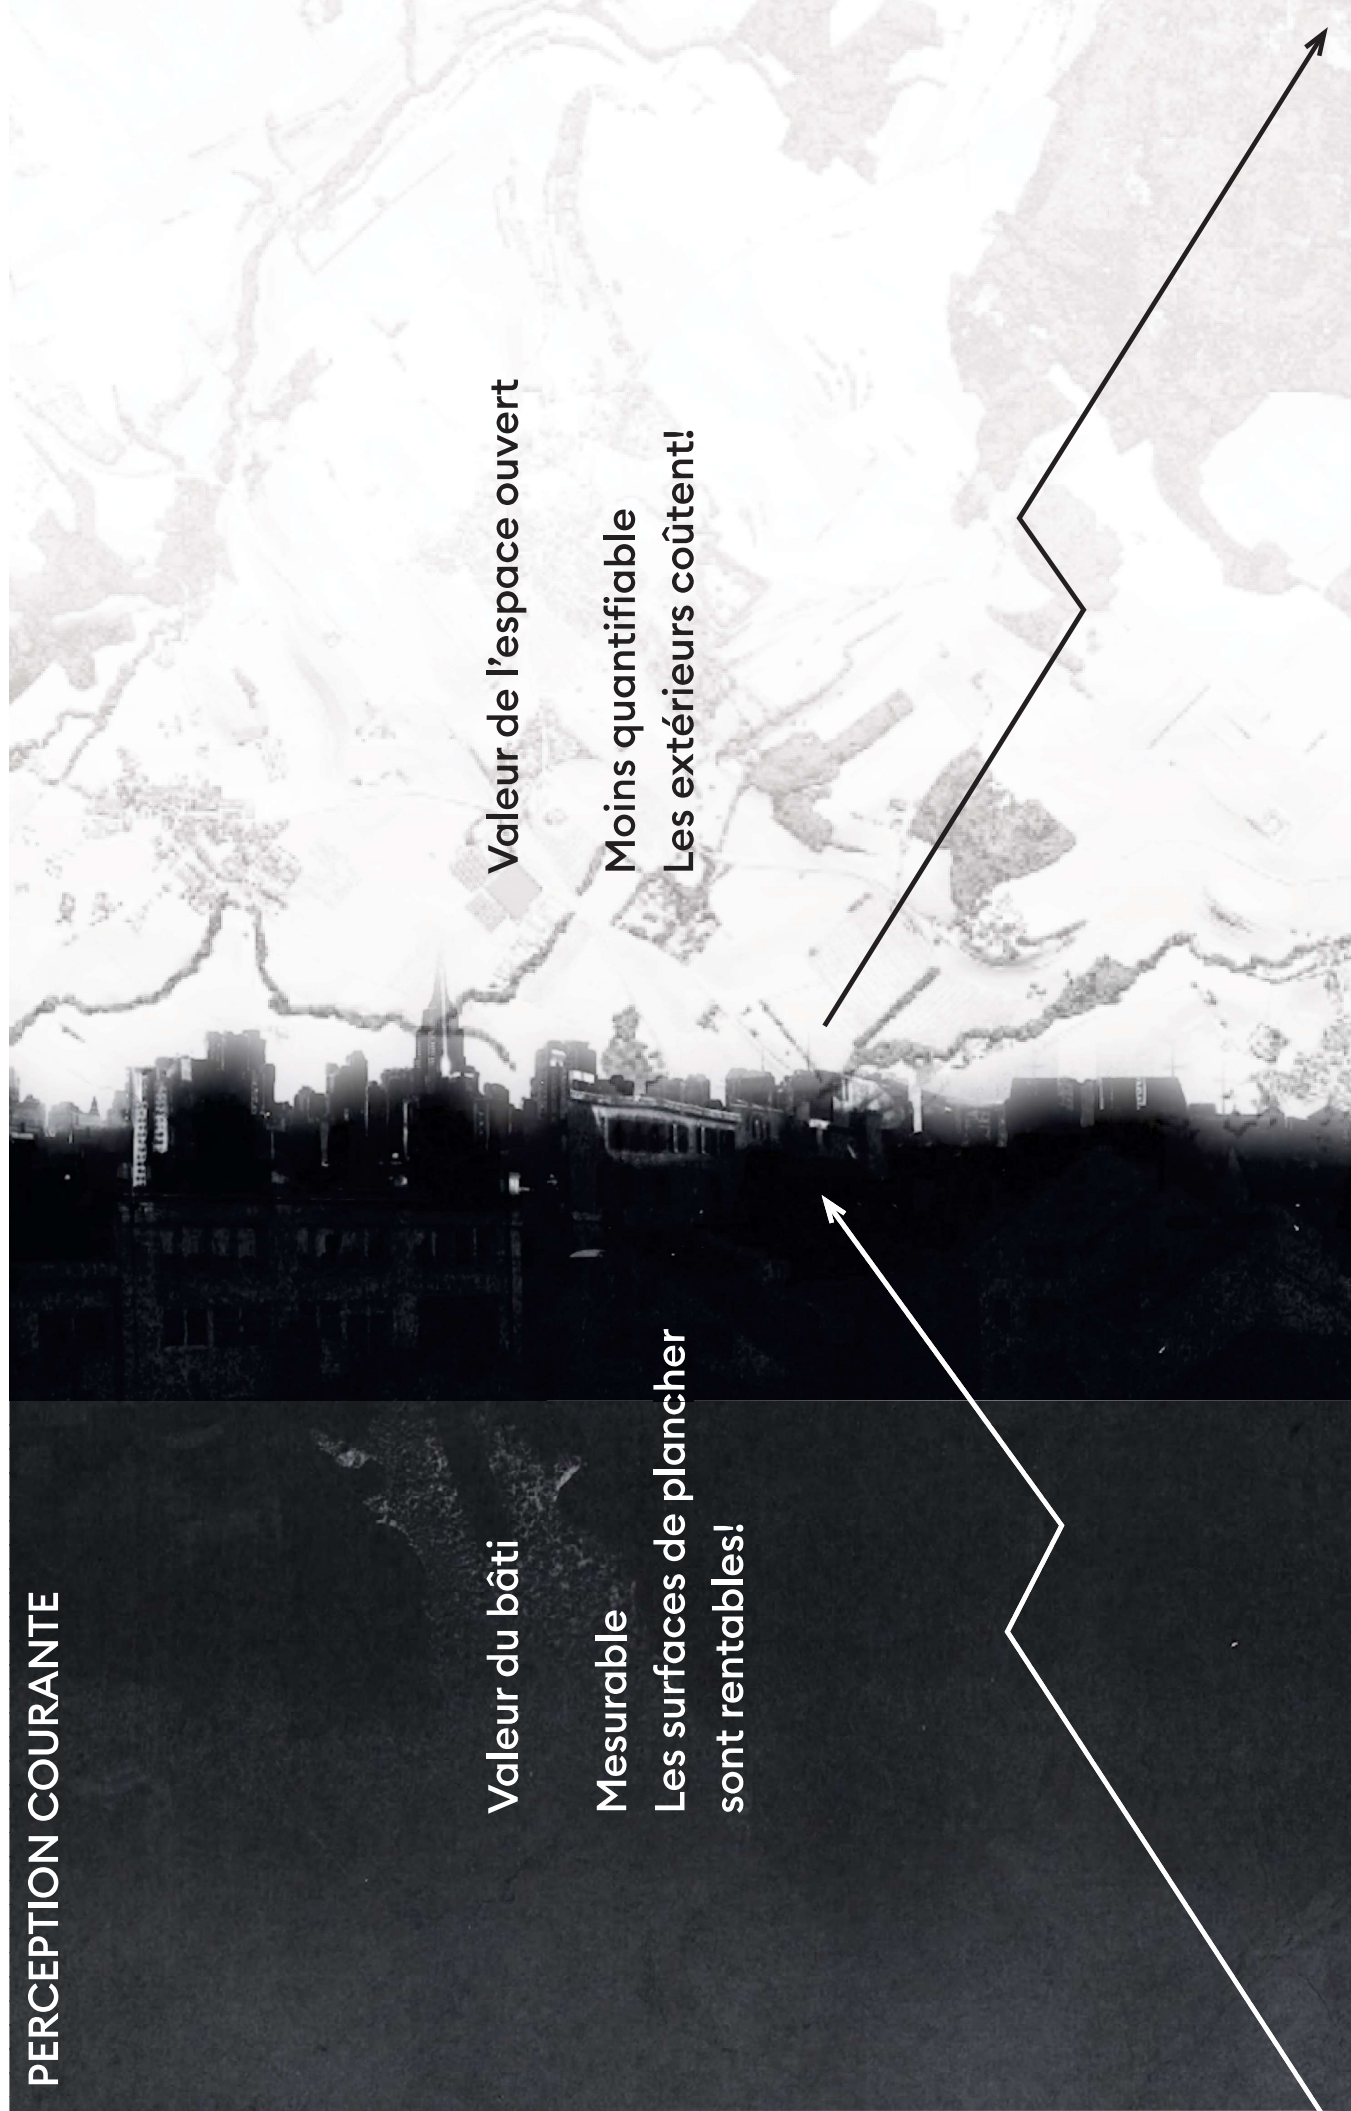 PERCEPTION COURANTE
Valeur du bâti
Mesurable
Les surfaces de plancher
sont rentables!
Valeur de l'espace ouvert
Moins quantifiable
Les extérieurs coûtent!